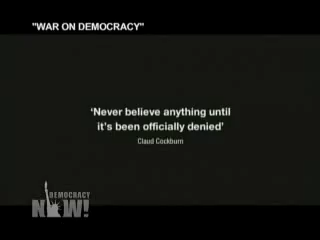 "WAR ON DEMOCRACY"
‘Never believe anything until
it's been officially denied’
Claud Cockburn
DEMOCRACY
NOW!